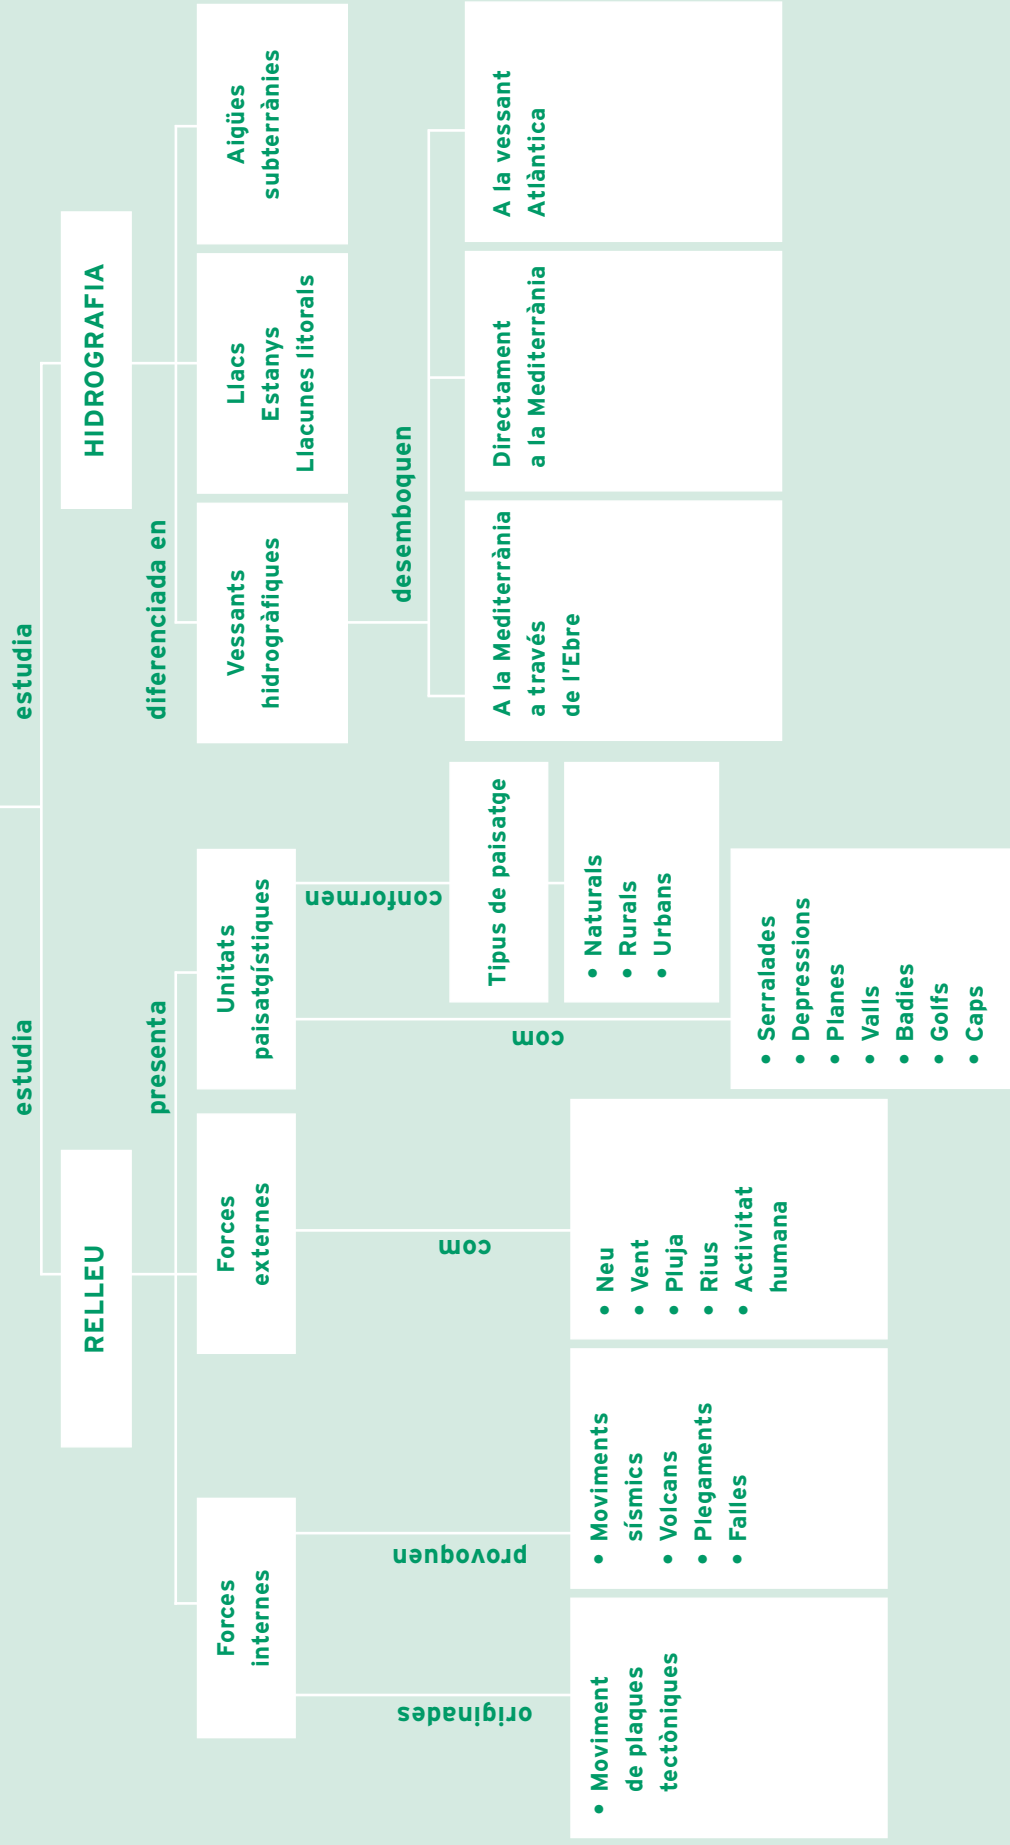 estudia
estudia
RELLEU
HIDROGRAFIA
presenta
diferenciada en
Forces
internes
Forces
externes
Unitats
paisatgístiques
Vessants
hidrogràfiques
Llacs
Estanys
Llacunes litorals
Aigües
subterrànies
originades
provoquen
com
com
conformen
desemboquen
• Moviment
de plaques
tectòniques
• Moviments
sísmics
• Volcans
• Plegaments
• Falles
• Neu
• Vent
• Pluja
• Rius
• Activitat
humana
Tipus de paisatge
• Naturals
• Rurals
• Urbans
• Serralades
• Depressions
• Planes
• Valls
• Badies
• Golfs
• Caps
A la Mediterrània
a través
de l'Ebre
Directament
a la Mediterrània
A la vessant
Atlàntica